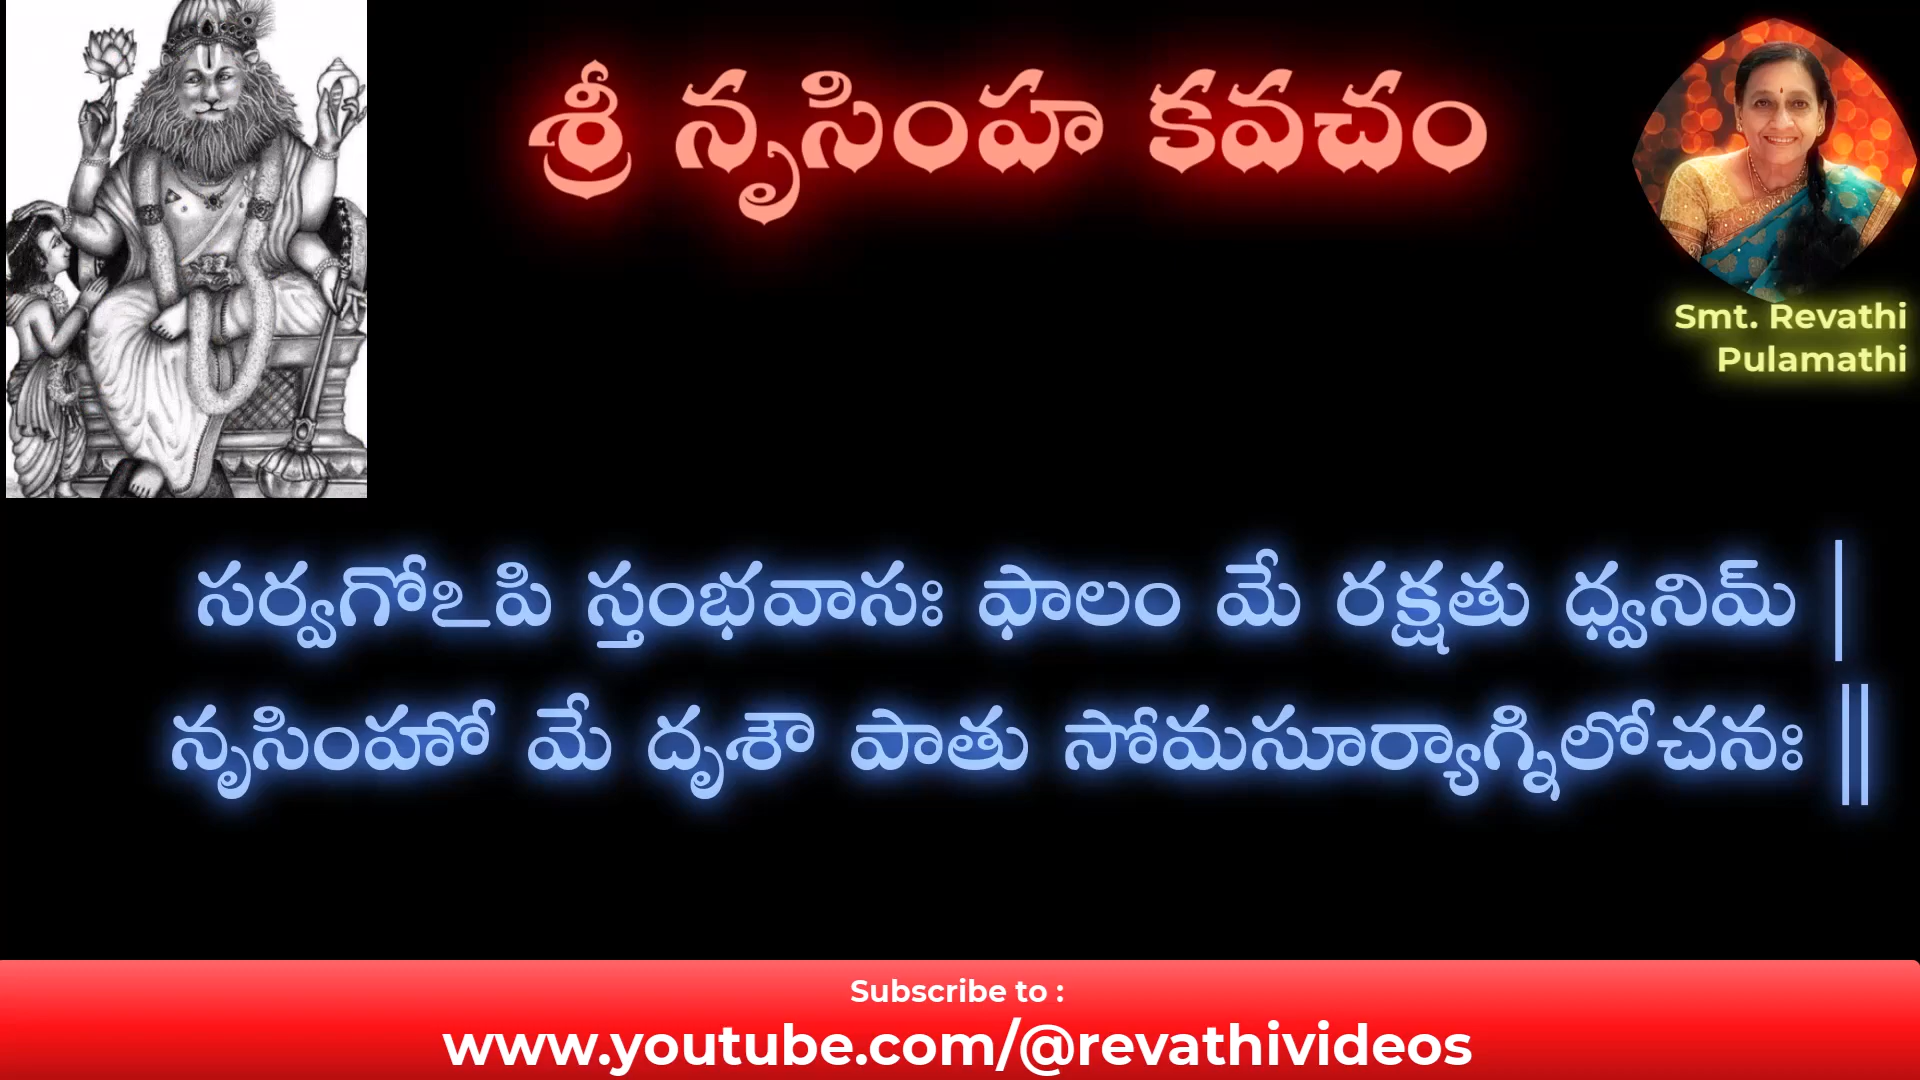 శ్రీ నృసింహ కవచం
Smt. Revathi
Pulamathi
సర్వగోఽపి స్తంభవాసః ఫాలం మే రక్షతు ధ్వనిమ్ |
నృసింహో మే దృశౌ పాతు సోమసూర్యాగ్నిలోచనః ||
Subscribe to :
www.youtube.com/@revathivideos